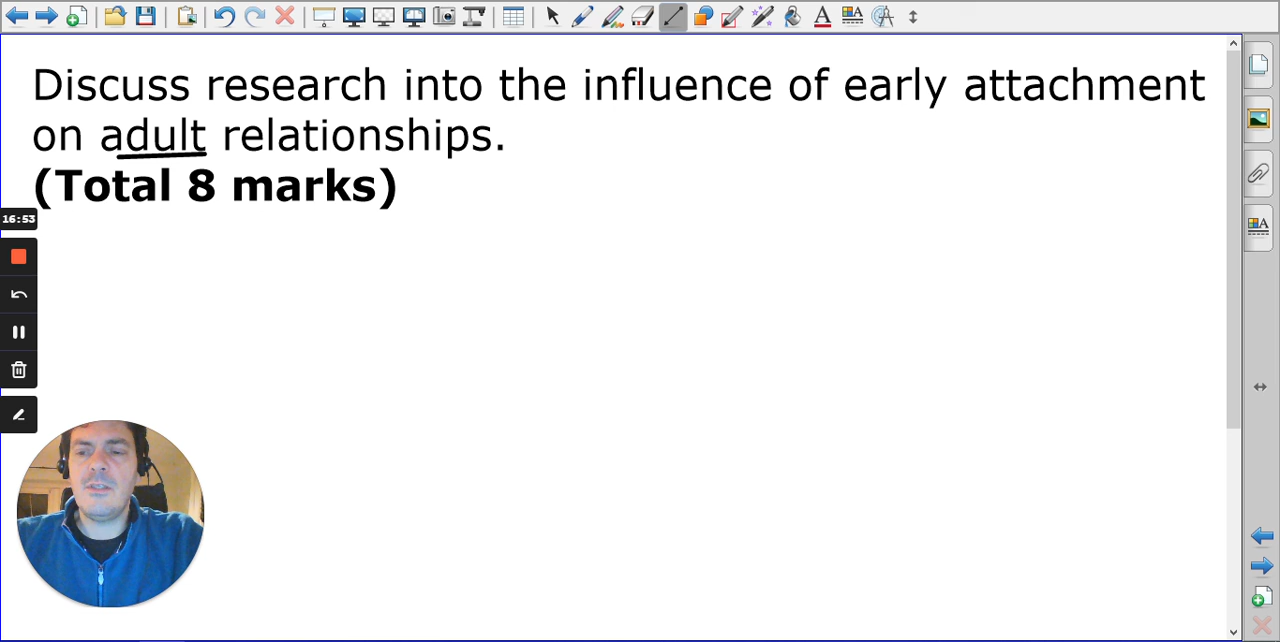 Discuss research into the influence of early attachment
on adult relationships.
(Total 8 marks)
16:53